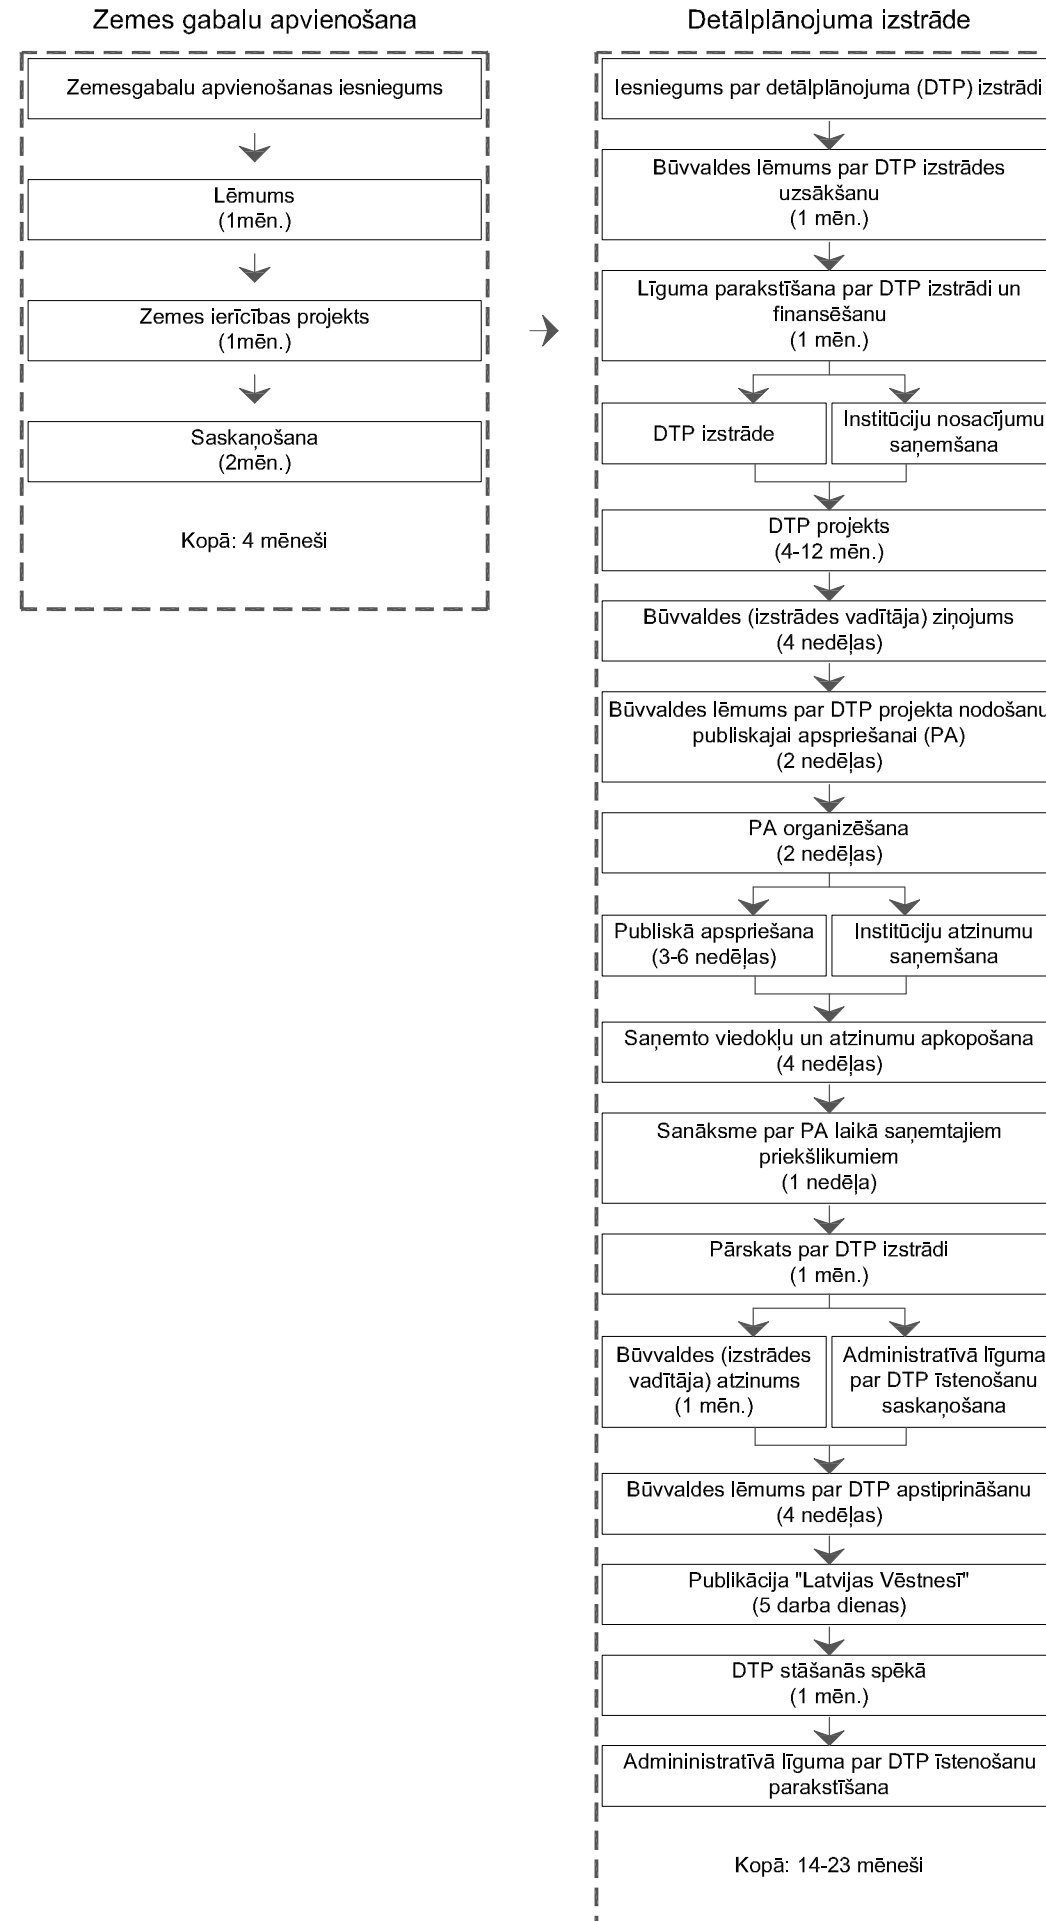 Zemes gabalu apvienošana
Zemesgabalu apvienošanas iesniegums
Lēmums
(1mēn.)
Zemes ierīcības projekts
(1mēn.)
Saskaņošana
(2mēn.)
Kopā: 4 mēneši
Detālplānojuma izstrāde
Iesniegums par detālplānojuma (DTP) izstrādi
Būvvaldes lēmums par DTP izstrādes
uzsākšanu
(1 mēn.)
Līguma parakstīšana par DTP izstrādi un
finansēšanu
(1 mēn.)
DTP izstrāde
Institūciju nosacījumu
saņemšana
DTP projekts
(4-12 mēn.)
Būvvaldes (izstrādes vadītāja) ziņojums
(4 nedēļas)
Būvvaldes lēmums par DTP projekta nodošanu
publiskajai apspriešanai (PA)
(2 nedēļas)
PA organizēšana
(2 nedēļas)
Publiskā apspriešana
(3-6 nedēļas)
Institūciju atzinumu
saņemšana
Saņemto viedokļu un atzinumu apkopošana
(4 nedēļas)
Sanāksme par PA laikā saņemtajiem
priekšlikumiem
(1 nedēļa)
Pārskats par DTP izstrādi
(1 mēn.)
Būvvaldes (izstrādes
vadītāja) atzinums
(1 mēn.)
Administratīvā līguma
par DTP īstenošanu
saskaņošana
Būvvaldes lēmums par DTP apstiprināšanu
(4 nedēļas)
Publikācija "Latvijas Vēstnesī"
(5 darba dienas)
DTP stāšanās spēkā
(1 mēn.)
Admininistratīvā līguma par DTP īstenošanu
parakstīšana
Kopā: 14-23 mēneši